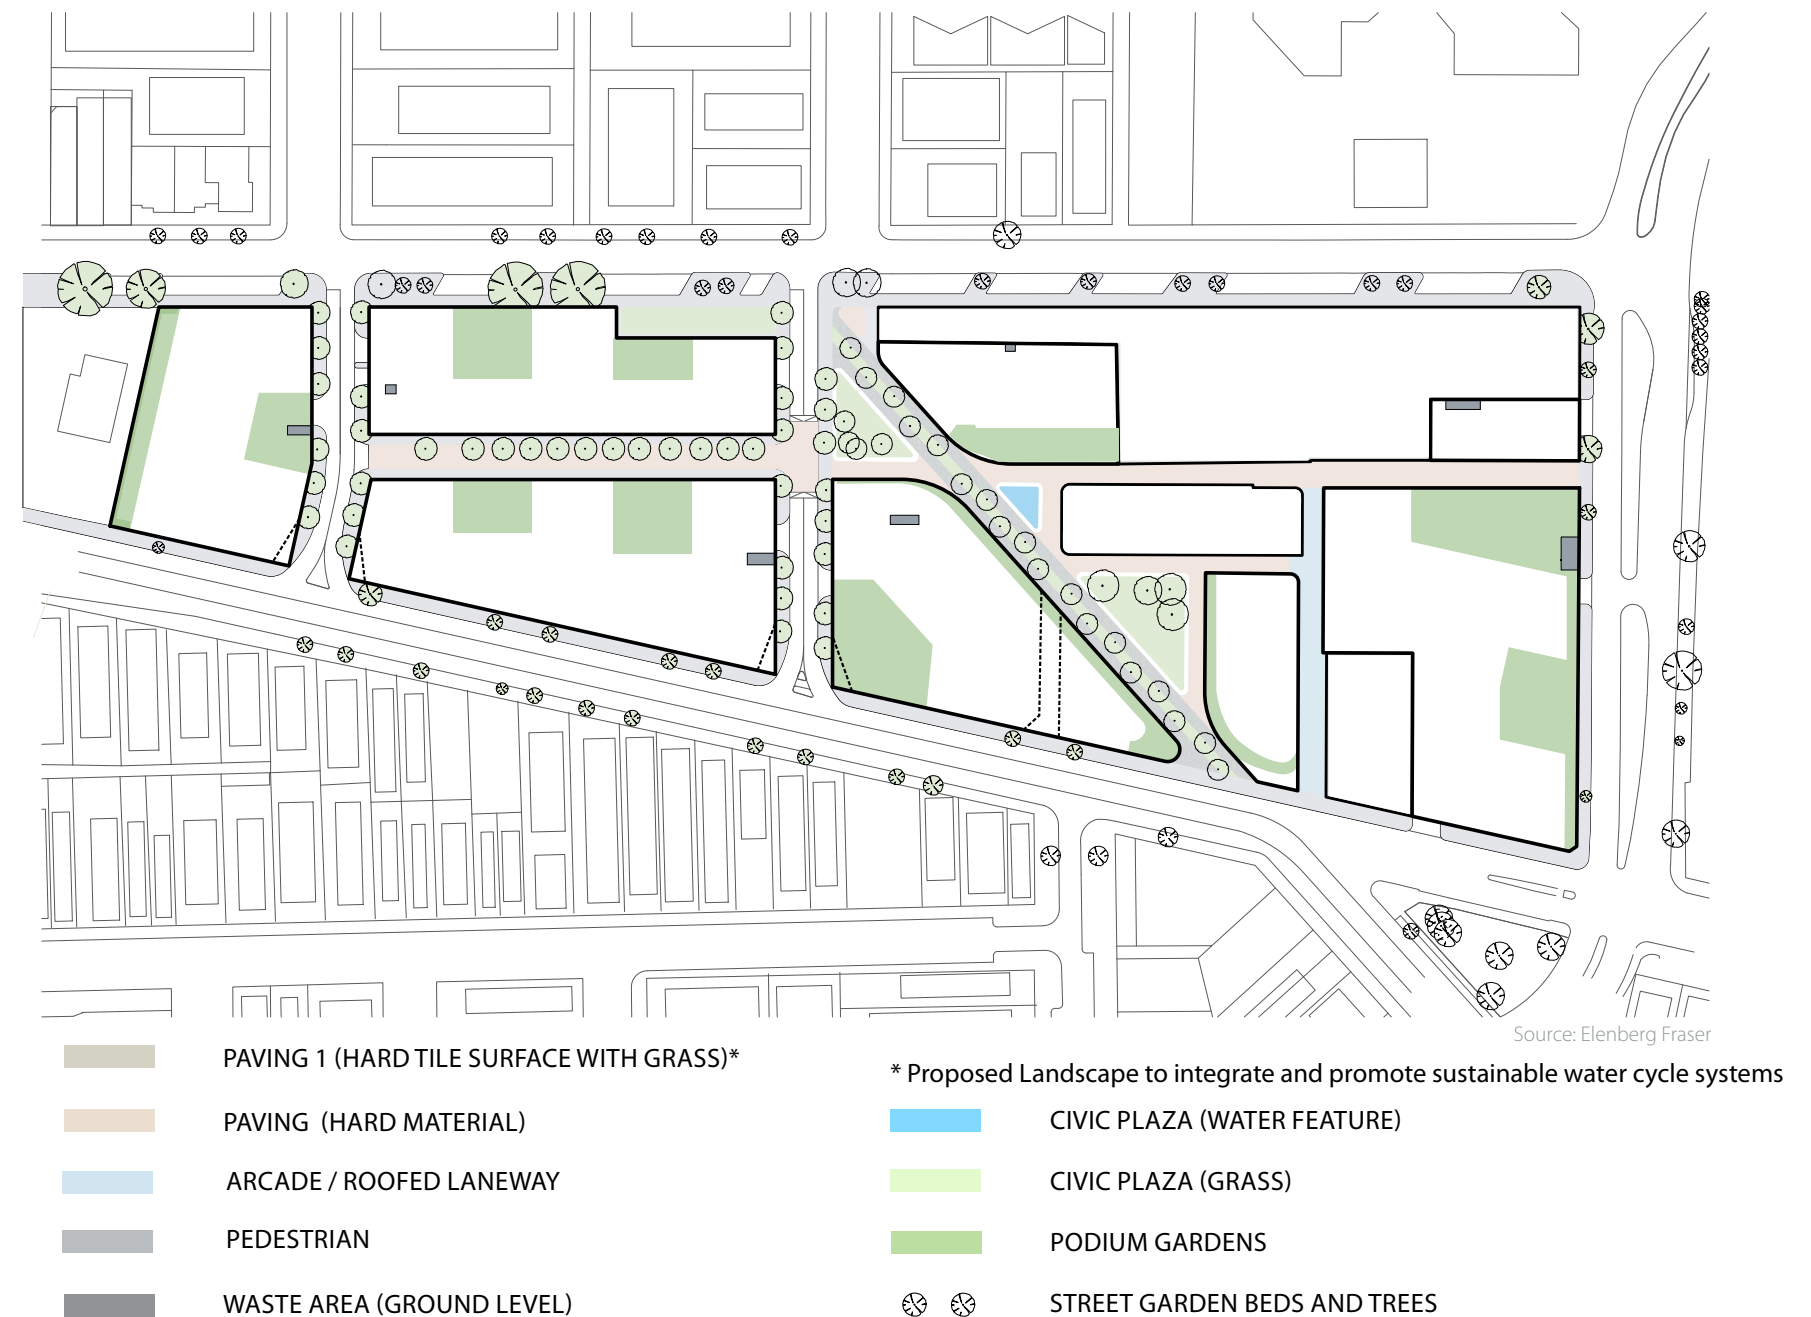 Source: Elenberg Fraser
PAVING 1 (HARD TILE SURFACE WITH GRASS)*
PAVING (HARD MATERIAL)
ARCADE / ROOFED LANEWAY
PEDESTRIAN
WASTE AREA (GROUND LEVEL)
* Proposed Landscape to integrate and promote sustainable water cycle systems
CIVIC PLAZA (WATER FEATURE)
CIVIC PLAZA (GRASS)
PODIUM GARDENS
STREET GARDEN BEDS AND TREES